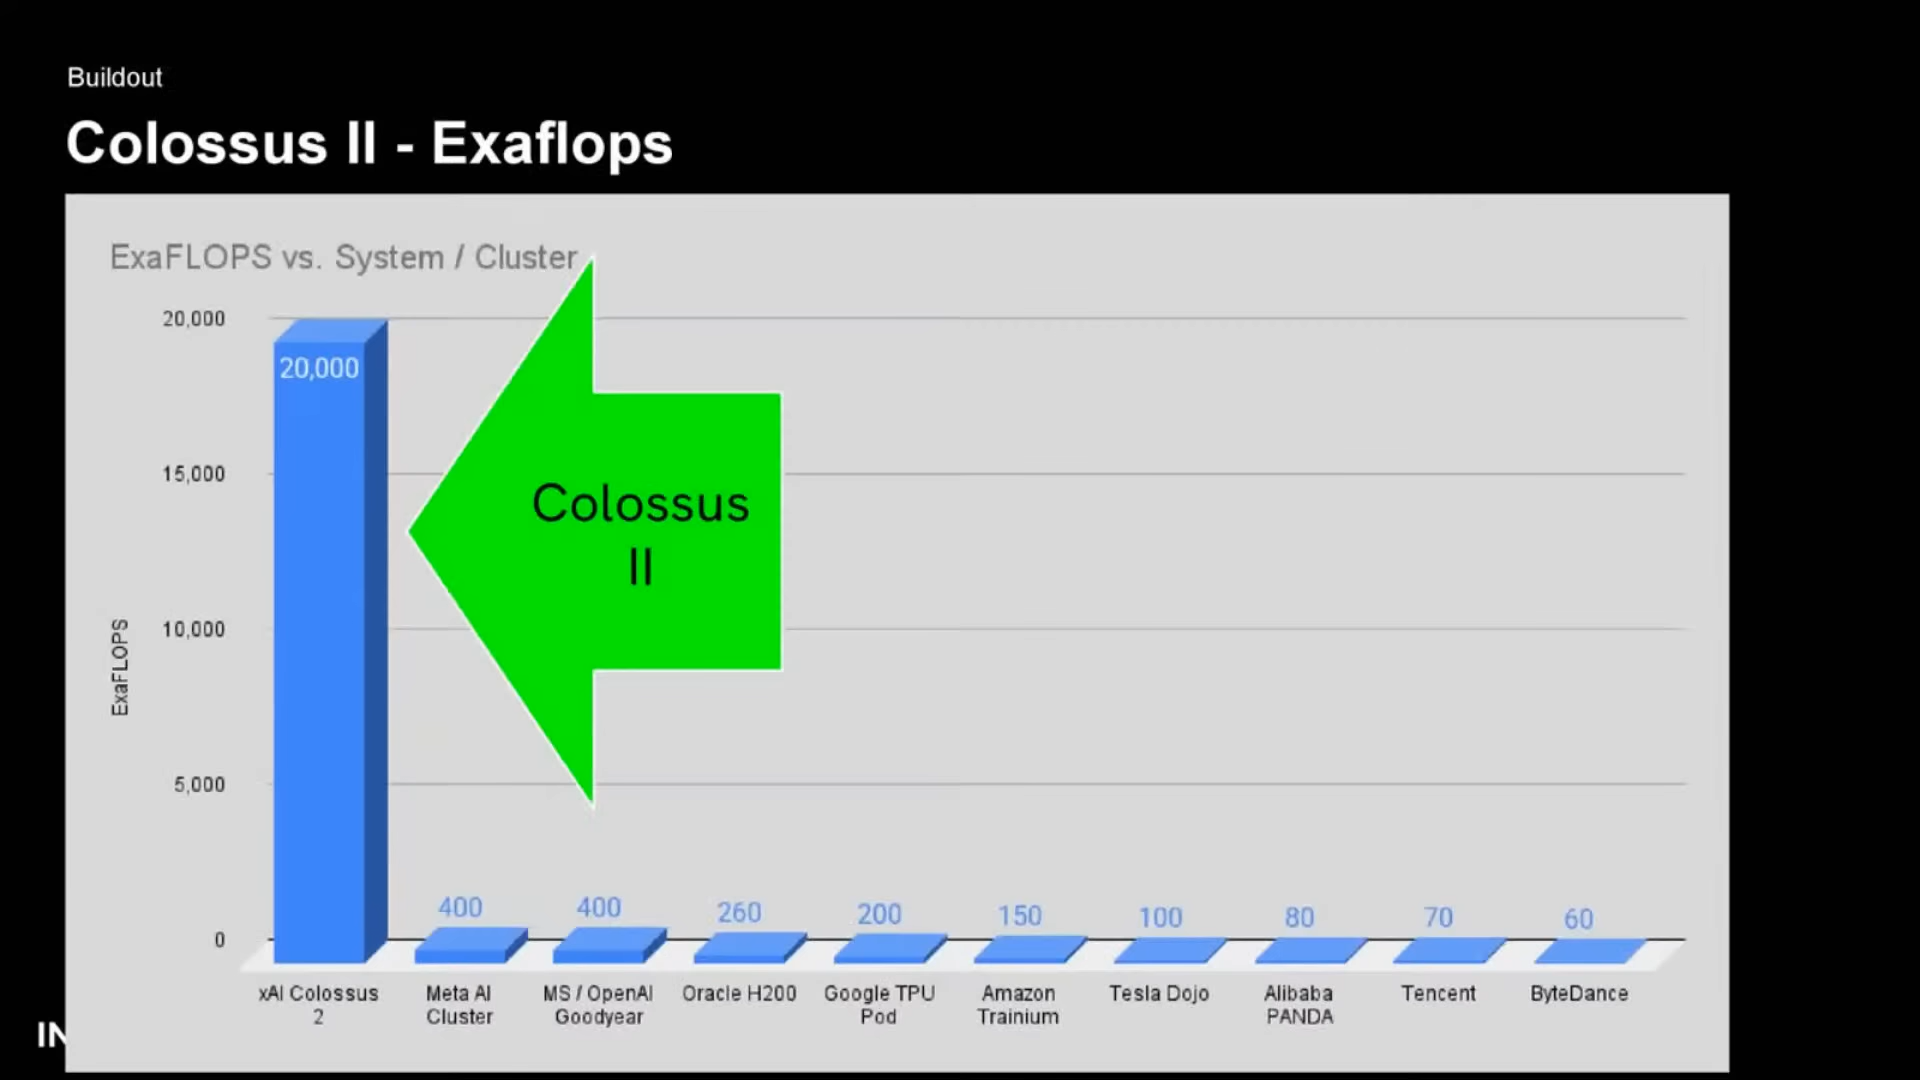 Buildout
Colossus II - Exaflops
ExaFLOPS vs. System / Cluster
20,000
15,000
10,000
5,000
0
ExaFLOPS
20,000
400
400
260
200
150
100
80
70
60
Colossus
II
xAI Colossus
2
Meta AI
Cluster
MS / OpenAI
Goodyear
Oracle H200
Google TPU
Pod
Amazon
Trainium
Tesla Dojo
Alibaba
PANDA
Tencent
ByteDance